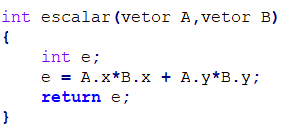 int escalar(vetor A,vetor B)
{
    int e;
    e = A.x*B.x + A.y*B.y;
    return e;
}